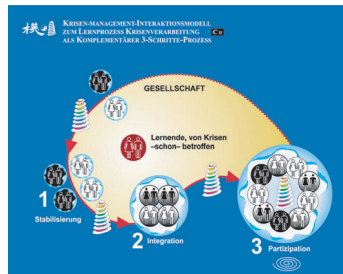 KRISEN-MANAGEMENT-INTERAKTIONSMODELL
ZUM LERNPROZESS KRISENVERARBEITUNG
ALS KOMPLEMENTÄRER 3-SCHRITTE-PROZESS
GESELLSCHAFT
Lernende, von Krisen
–schon– betroffen
1
Stabilisierung
2 Integration
3 Partizipation